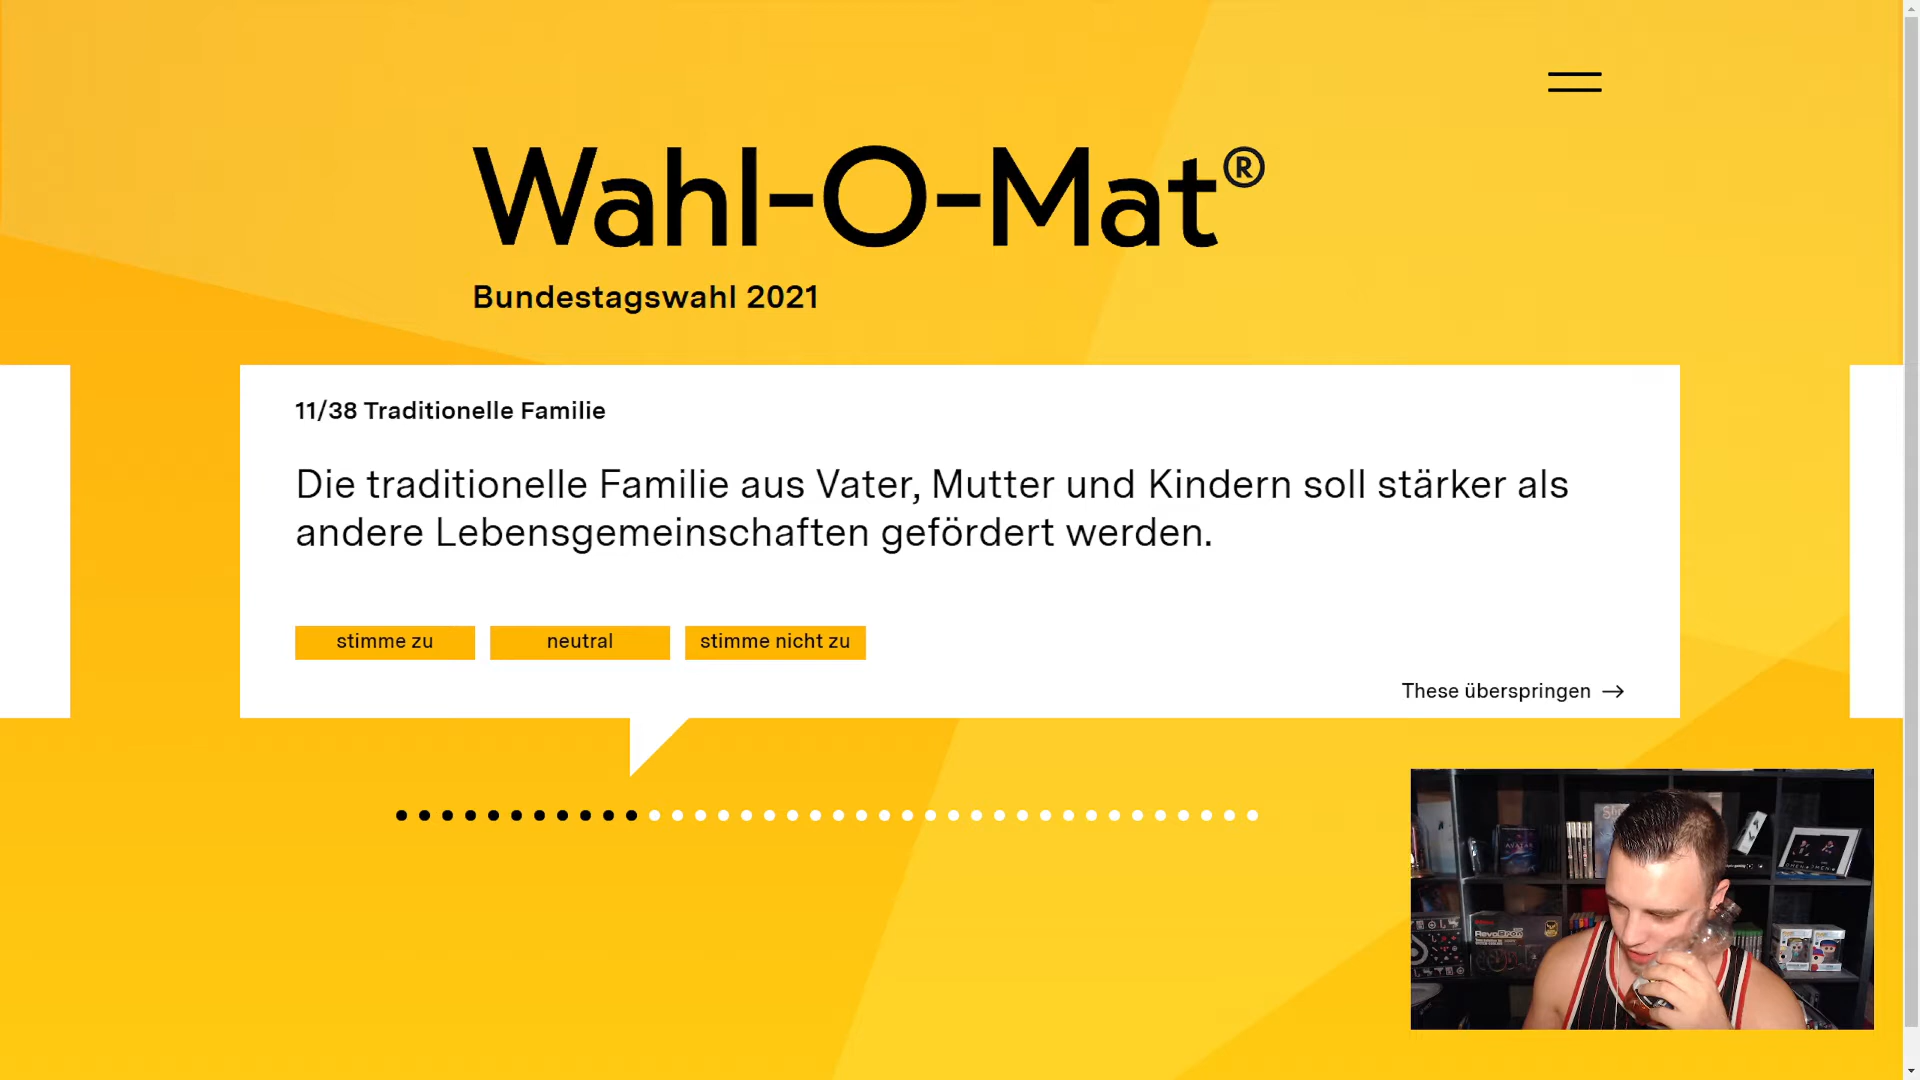 Wahl-O-Mat®
Bundestagswahl 2021
11/38 Traditionelle Familie
Die traditionelle Familie aus Vater, Mutter und Kindern soll stärker als
andere Lebensgemeinschaften gefördert werden.
stimme zu
neutral
stimme nicht zu
These überspringen →
AVATAR